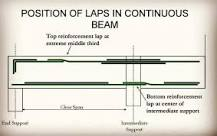 POSITION OF LAPS IN CONTINUOUS
BEAM
Top reinforcement lap at
extreme middle third
Bottom reinforcement
lap at center of
intermediate support
Clear Span
End Support
Intermediate
Support